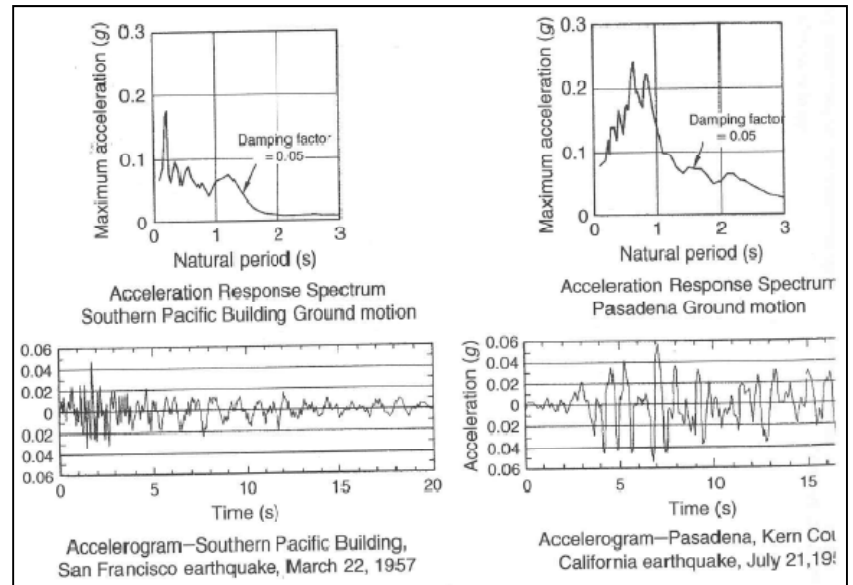 Maximum acceleration (g)
0.3
0.2
0.1
0
Damping factor
= 0.05
0 1 2 3
Natural period (s)
Acceleration Response Spectrum
Southern Pacific Building Ground motion
Maximum acceleration (g)
0.3
0.2
0.1
0
Damping factor
= 0.05
0 1 2 3
Natural period (s)
Acceleration Response Spectrum
Pasadena Ground motion
0.06
0.04
0.02
0
0.02
0.04
0.06
0 5 10 15 20
Time (s)
Accelerogram–Southern Pacific Building,
San Francisco earthquake, March 22, 1957
Acceleration (g)
0.06
0.04
0.02
0
0.02
0.04
0.06
0 5 10 15
Time (s)
Accelerogram–Pasadena, Kern Cou
California earthquake, July 21,195